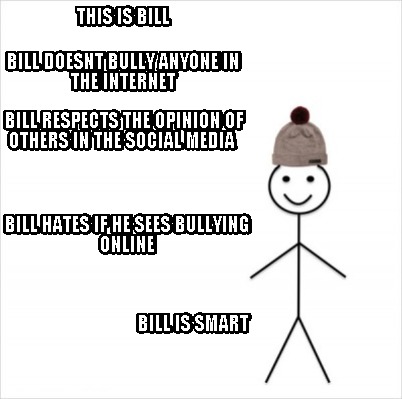 THIS IS BILL
BILL DOESNT BULLY ANYONE IN
THE INTERNET
BILL RESPECTS THE OPINION OF
OTHERS IN THE SOCIAL MEDIA
BILL HATES IF HE SEES BULLYING
ONLINE
BILL IS SMART